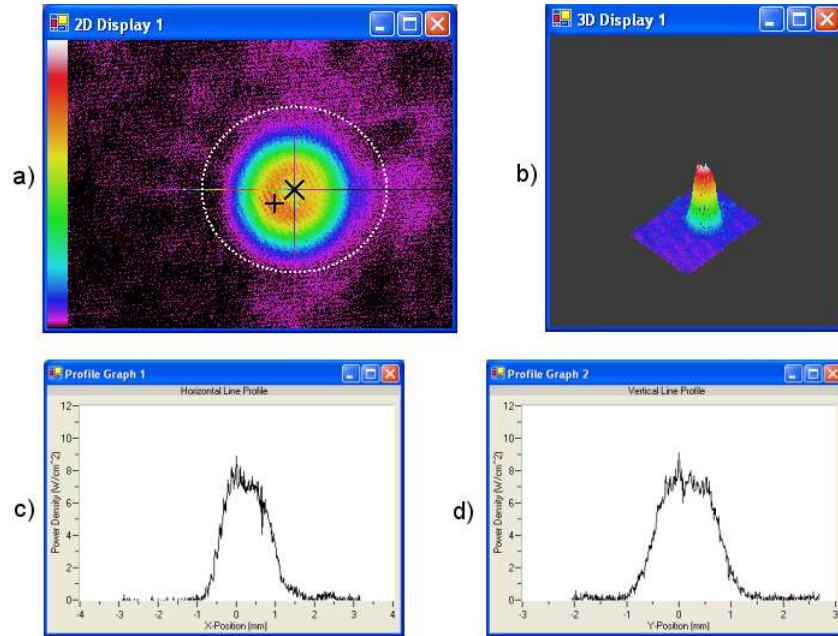 2D Display 1
3D Display 1
a)
b)
Profile Graph 1
Horizontal Line Profile
12
10
8
6
4
2
0
-4 -3 -2 -1 0 1 2 3 4
Power Density (W/cm^2)
X-Position (mm)
c)
Profile Graph 2
Vertical Line Profile
12
10
8
6
4
2
0
-3 -2 -1 0 1 2 3
Power Density (W/cm^2)
Y-Position (mm)
d)